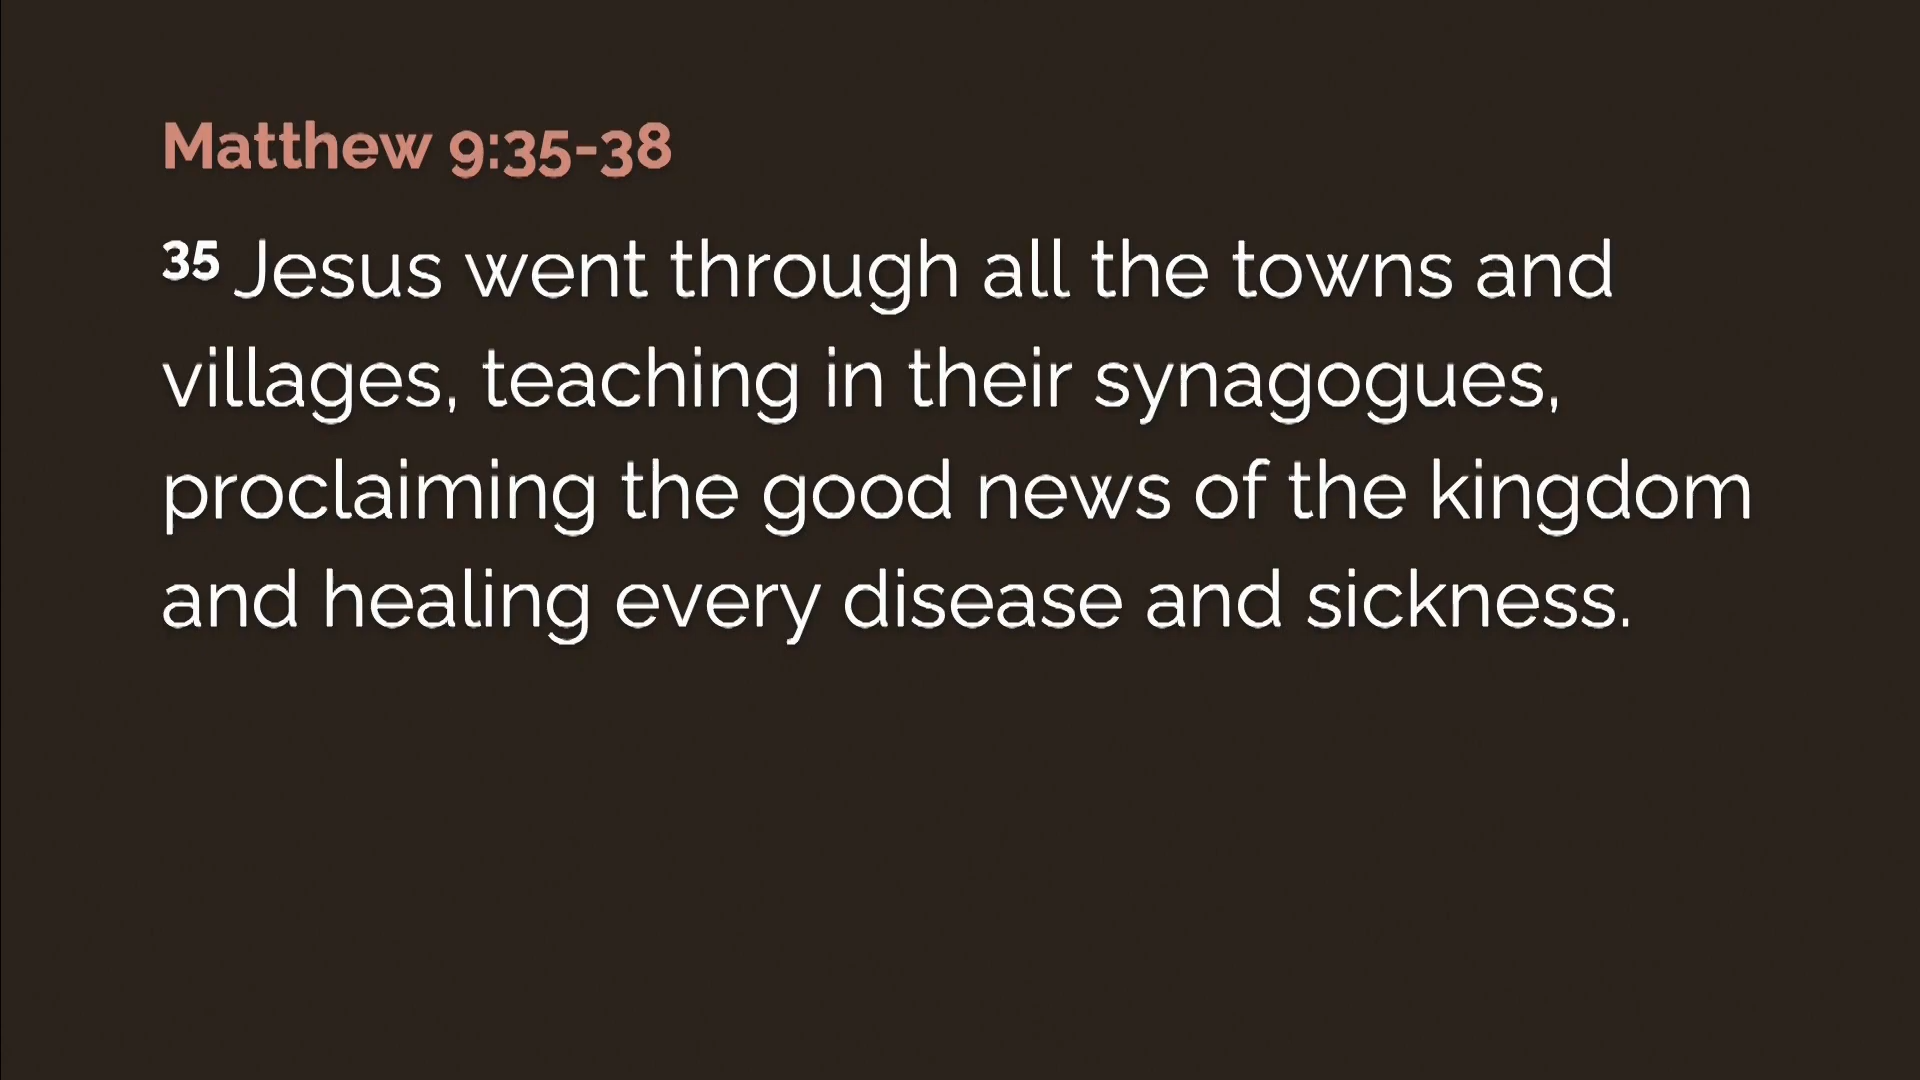 Matthew 9:35-38
35 Jesus went through all the towns and
villages, teaching in their synagogues,
proclaiming the good news of the kingdom
and healing every disease and sickness.